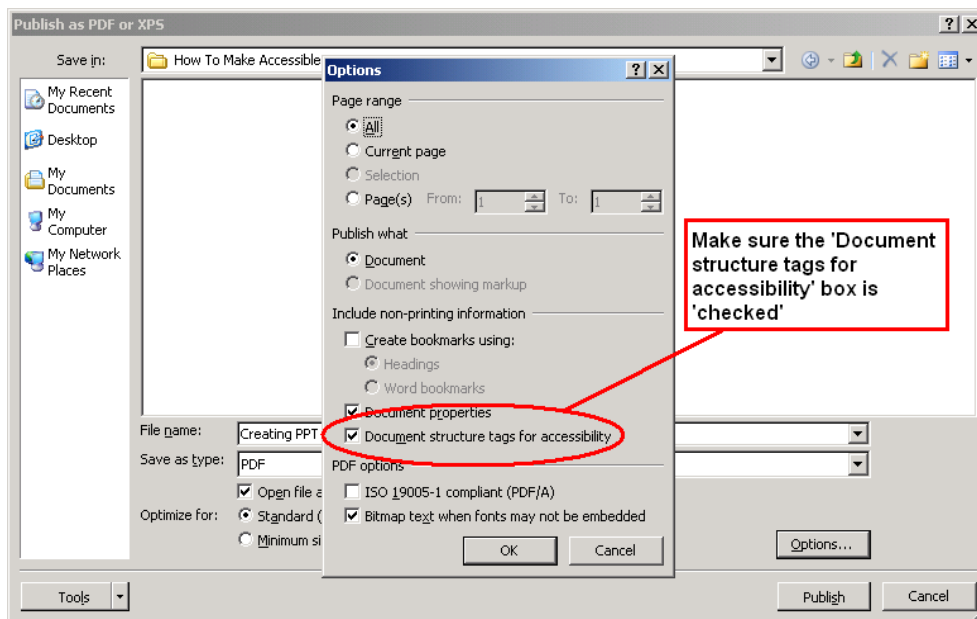 Publish as PDF or XPS
Save in:
How To Make Accessible
My Recent
Documents
Desktop
My
Documents
My
Computer
My Network
Places
Options
Page range
All
Current page
Selection
Page(s) From: 1 To: 1
Publish what
Document
Document showing markup
Include non-printing information
Create bookmarks using:
Headings
Word bookmarks
Document properties
Document structure tags for accessibility
PDF options
ISO 19005-1 compliant (PDF/A)
Bitmap text when fonts may not be embedded
OK Cancel
Make sure the 'Document
structure tags for
accessibility' box is
'checked'
File name: Creating PPT
Save as type: PDF
Open file a
Optimize for: Standard (
Minimum si
Options...
Tools
Publish Cancel